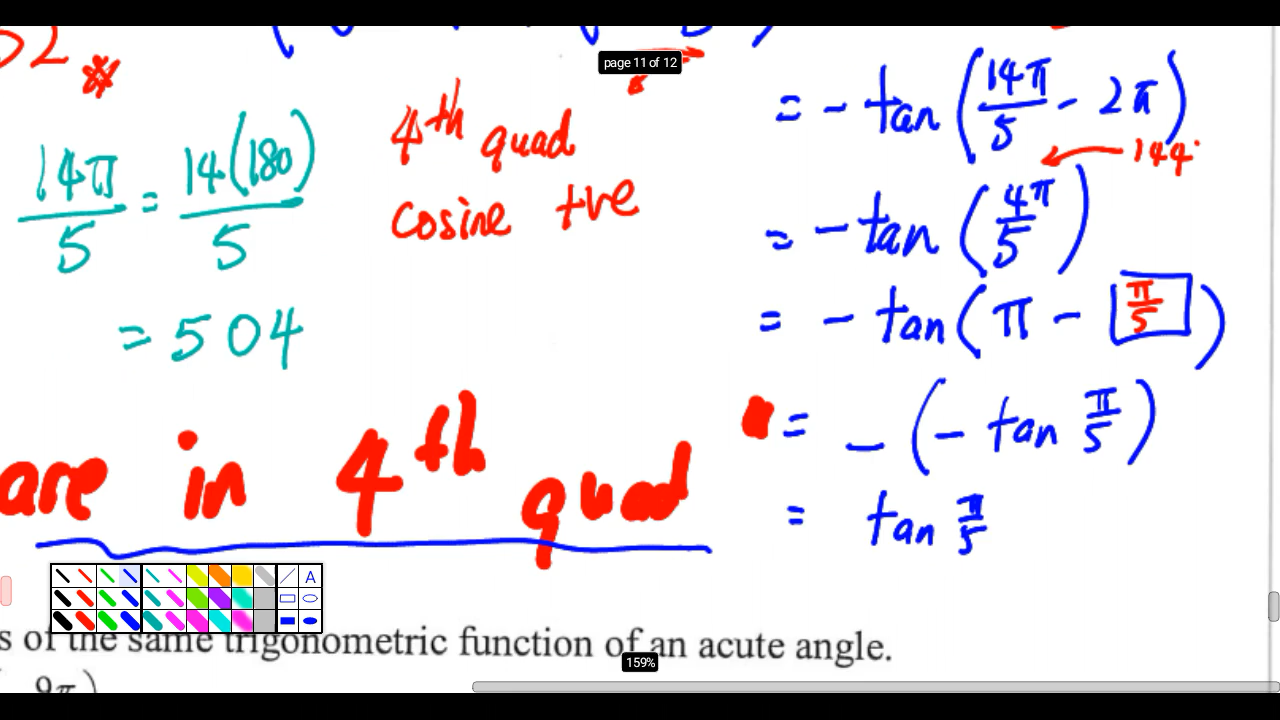 52 *
page 11 of 12
14π/5 = 14(180)/5
= 504
4th quad
cosine +ve
= - tan (14π/5 - 2π)
144°
= - tan (4π/5)
= - tan (π - π/5)
= - (- tan π/5)
= tan π/5
are in 4th quad
A
s of the same trigonometric function of an acute angle.
159%
9π